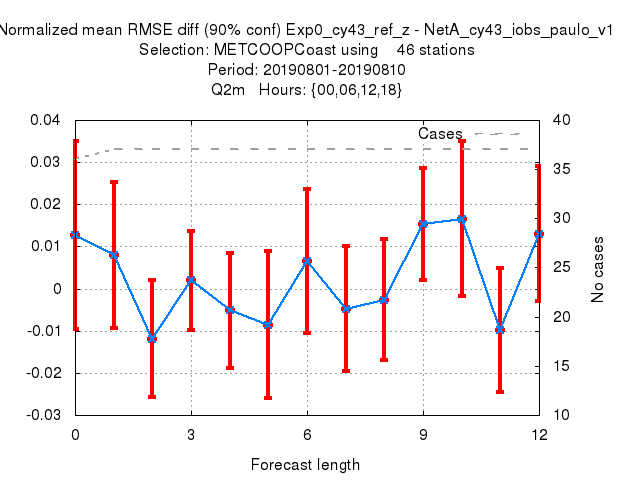 Normalized mean RMSE diff (90% conf) Exp0_cy43_ref_z - NetA_cy43_iobs_paulo_v1
Selection: METCOOPCoast using 46 stations
Period: 20190801-20190810
Q2m Hours: {00,06,12,18}
Cases
0.04
0.03
0.02
0.01
0
-0.01
-0.02
-0.03
40
35
30
25
20
15
10
No cases
0 3 6 9 12
Forecast length